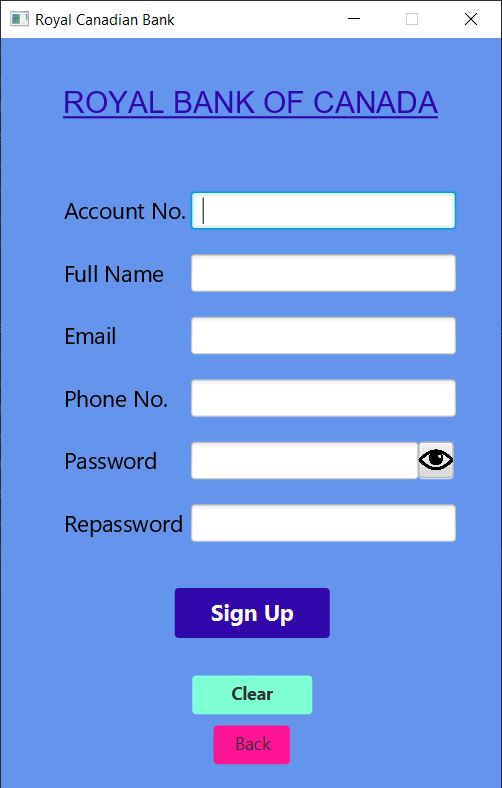 Royal Canadian Bank
ROYAL BANK OF CANADA
Account No.
Full Name
Email
Phone No.
Password
Repassword
Sign Up
Clear
Back